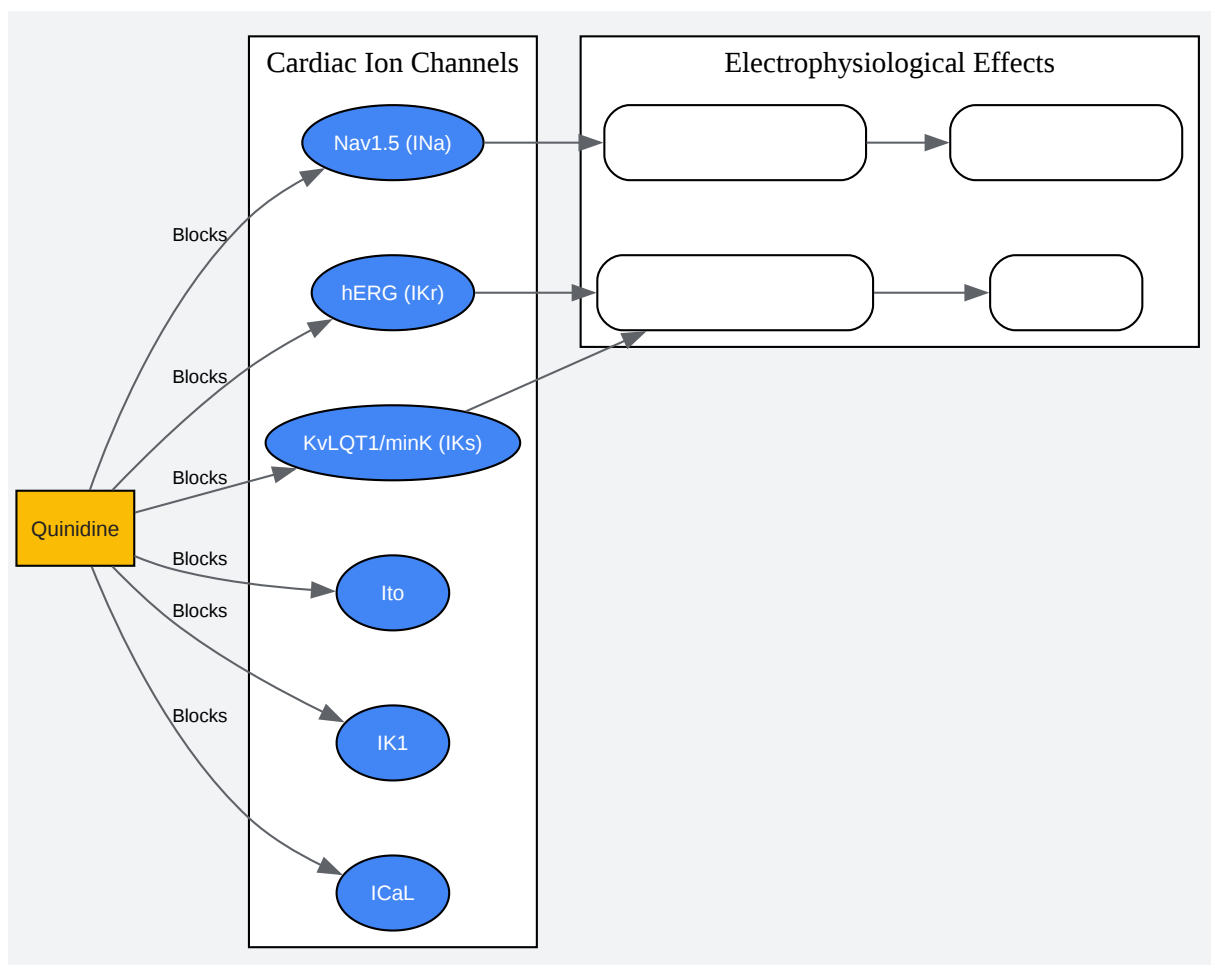 Cardiac Ion Channels
Electrophysiological Effects
Nav1.5 (INa)
Blocks
hERG (IKr)
Blocks
KvLQT1/minK (IKs)
Blocks
Quinidine
Blocks
Ito
Blocks
Blocks
IK1
ICaL